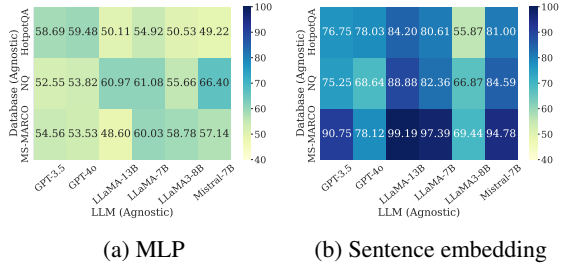 Database (Agnostic)
HotpotQA
NQ
MS-MARCO
58.69 59.48 50.11 54.92 50.53 49.22
52.55 53.82 60.97 61.08 55.66 66.40
54.56 53.53 48.60 60.03 58.78 57.14
GPT-3.5 GPT-4o LLaMA-13B LLaMA-7B LLaMA3-8B Mistral-7B
LLM (Agnostic)
100
90
80
70
60
50
40
(a) MLP
Database (Agnostic)
HotpotQA
NQ
MS-MARCO
76.75 78.03 84.20 80.61 55.87 81.00
75.25 68.64 88.88 82.36 66.87 84.59
90.75 78.12 99.19 97.39 69.44 94.78
GPT-3.5 GPT-4o LLaMA-13B LLaMA-7B LLaMA3-8B Mistral-7B
LLM (Agnostic)
100
90
80
70
60
50
40
(b) Sentence embedding